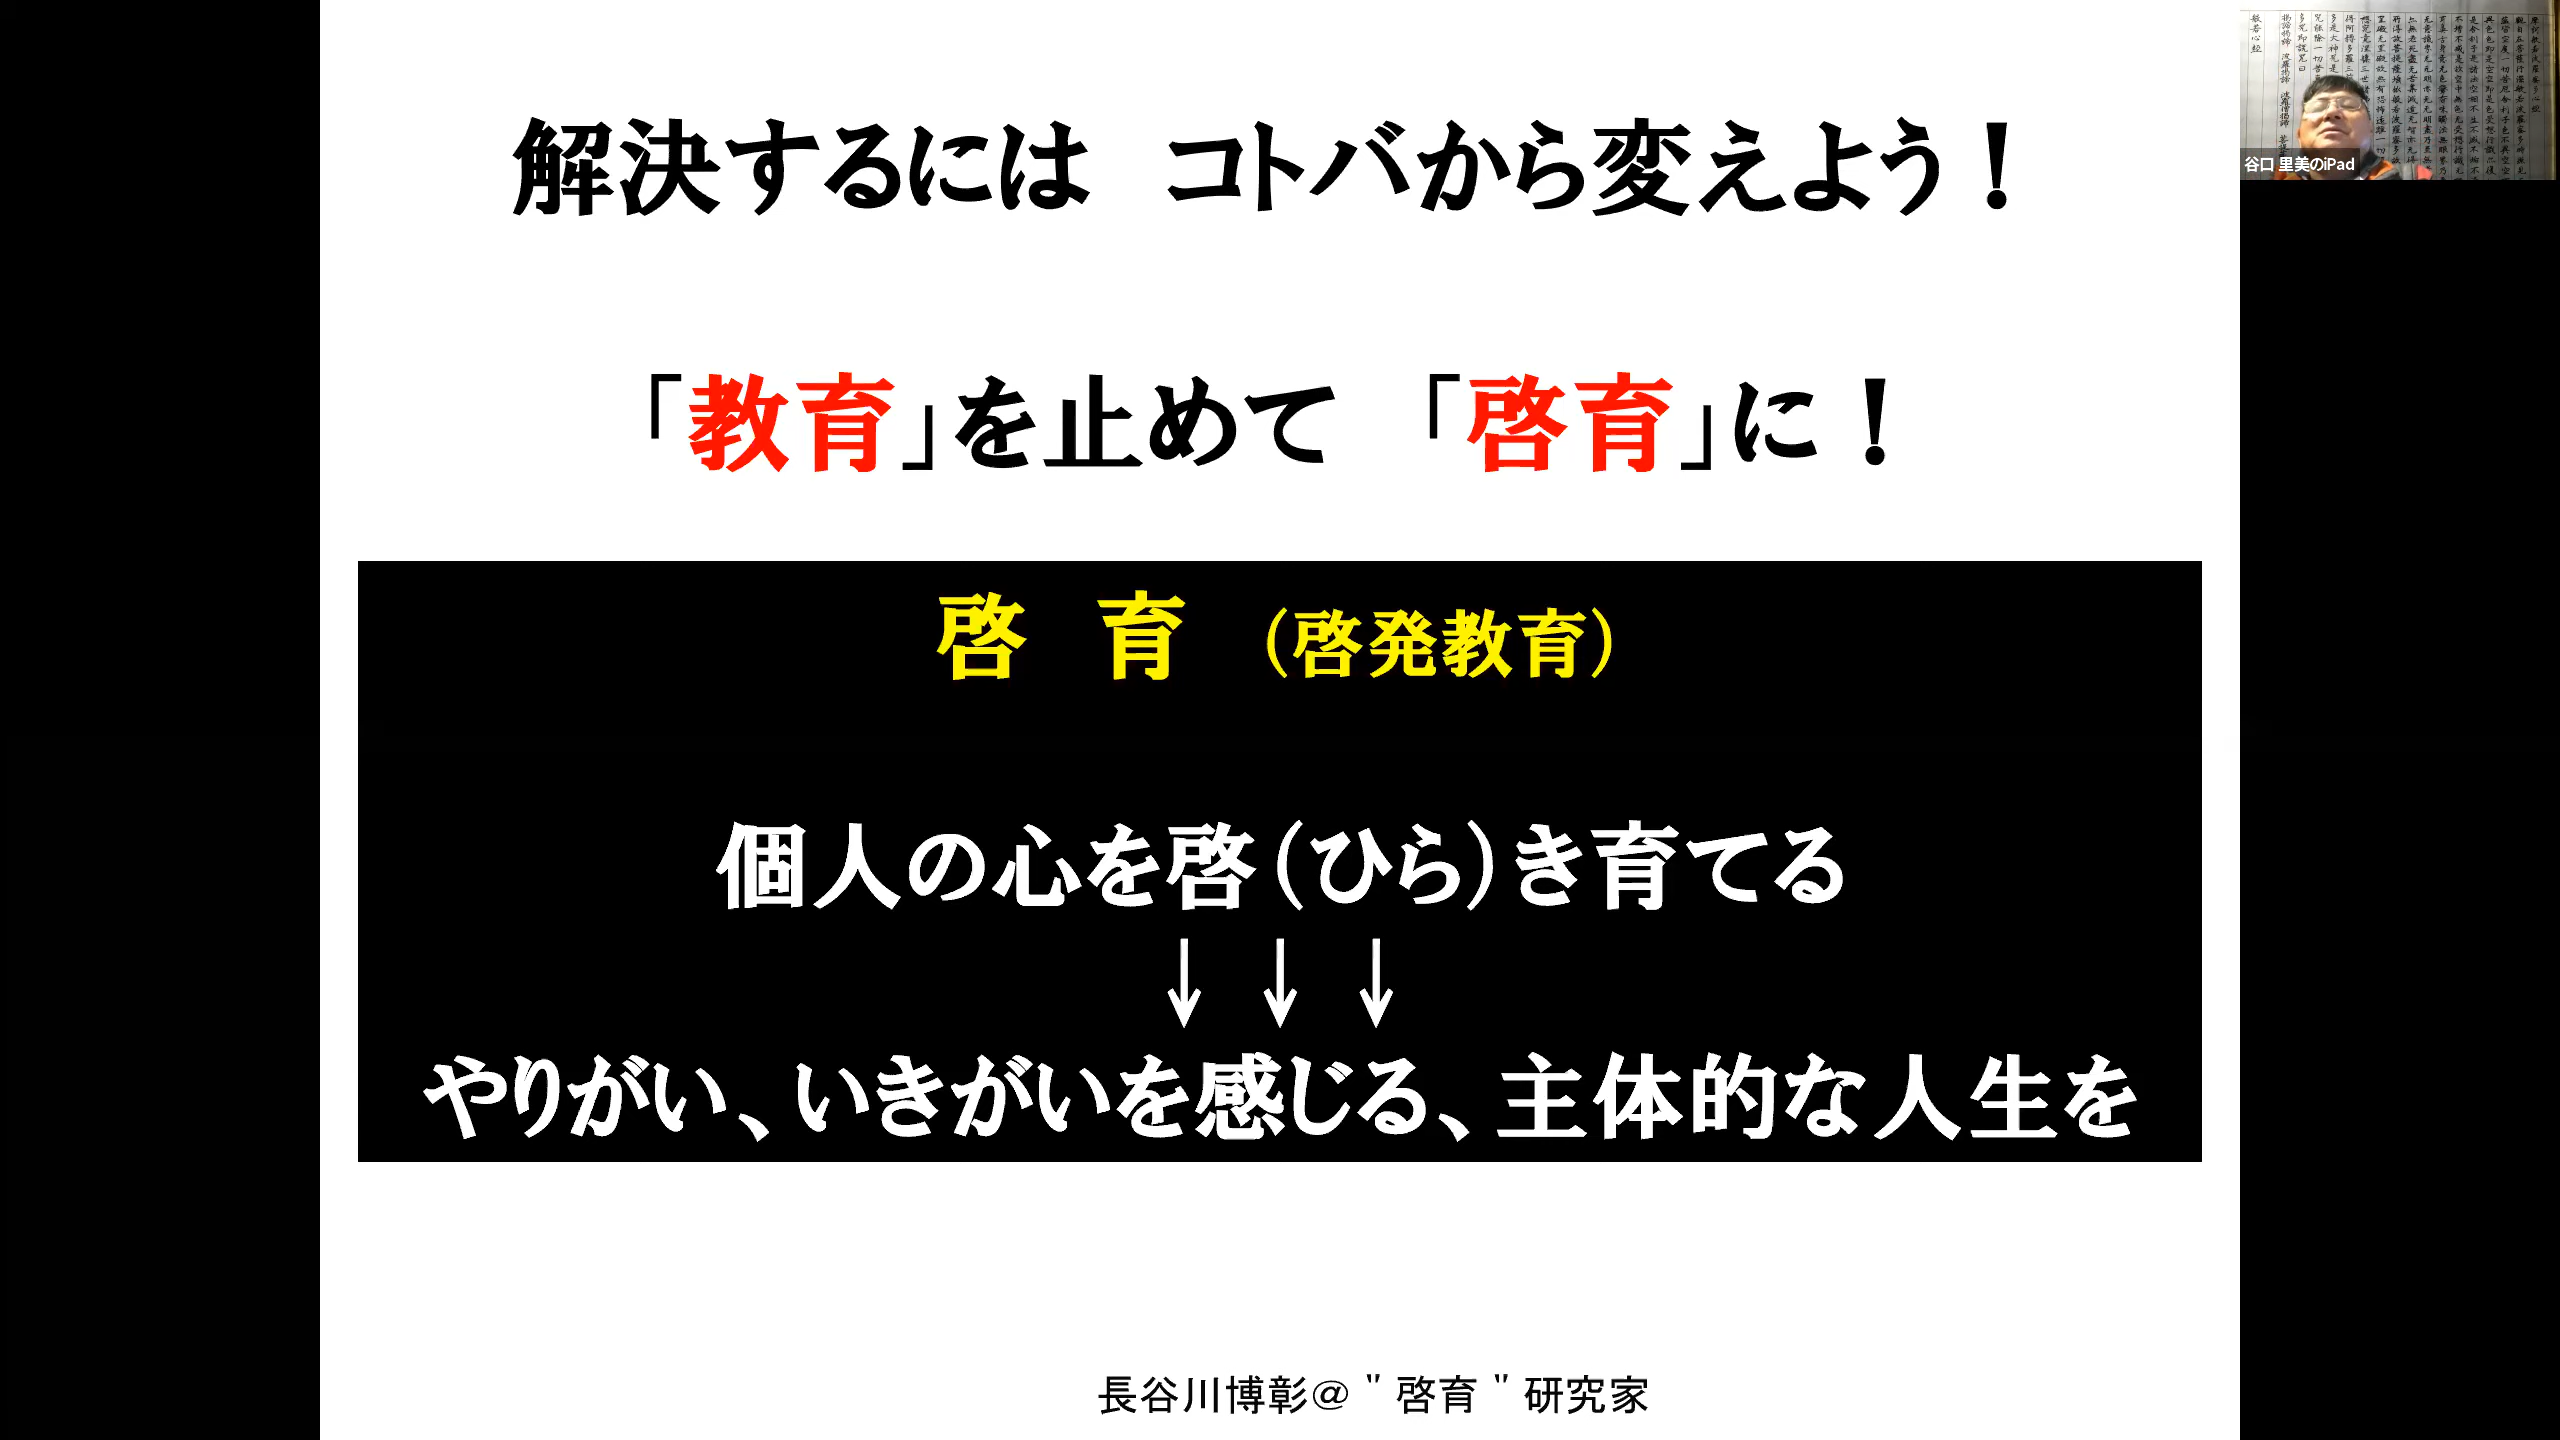 解決するには　コトバから変えよう！
「教育」を止めて　「啓育」に！
啓　育　（啓発教育）
個人の心を啓（ひら）き育てる
↓ ↓ ↓
やりがい、いきがいを感じる、主体的な人生を
長谷川博彰＠＂啓育＂研究家
谷口 里美のiPad
般若心経